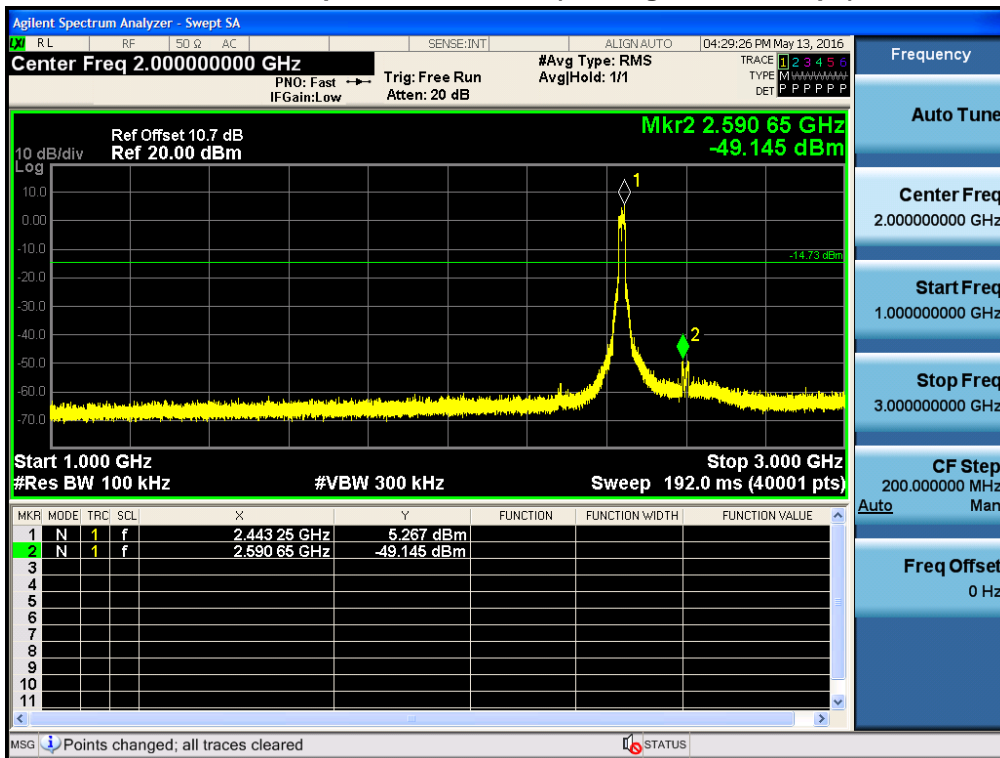 Agilent Spectrum Analyzer - Swept SA
LXI RL RF 50 Ω AC SENSE:INT ALIGN AUTO 04:29:26 PM May 13, 2016
Center Freq 2.000000000 GHz
PNO: Fast
IFGain:Low
Trig: Free Run
Atten: 20 dB
#Avg Type: RMS
Avg|Hold: 1/1
TRACE 1 2 3 4 5 6
TYPE M
DET P P P P P P
Frequency
Auto Tune
Center Freq
2.000000000 GHz
Start Freq
1.000000000 GHz
Stop Freq
3.000000000 GHz
CF Step
200.000000 MHz
Auto Man
Freq Offset
0 Hz
Mkr2 2.590 65 GHz
-49.145 dBm
Ref Offset 10.7 dB
10 dB/div Ref 20.00 dBm
Log
1
10.0
0.00
-10.0
-14.73 dBm
-20.0
-30.0
2
-40.0
-50.0
-60.0
-70.0
Start 1.000 GHz Stop 3.000 GHz
#Res BW 100 kHz #VBW 300 kHz Sweep 192.0 ms (40001 pts)
MKR MODE TRC SCL X Y FUNCTION FUNCTION WIDTH FUNCTION VALUE
1 N 1 f 2.443 25 GHz 5.267 dBm
2 N 1 f 2.590 65 GHz -49.145 dBm
3
4
5
6
7
8
9
10
11
MSG Points changed; all traces cleared STATUS